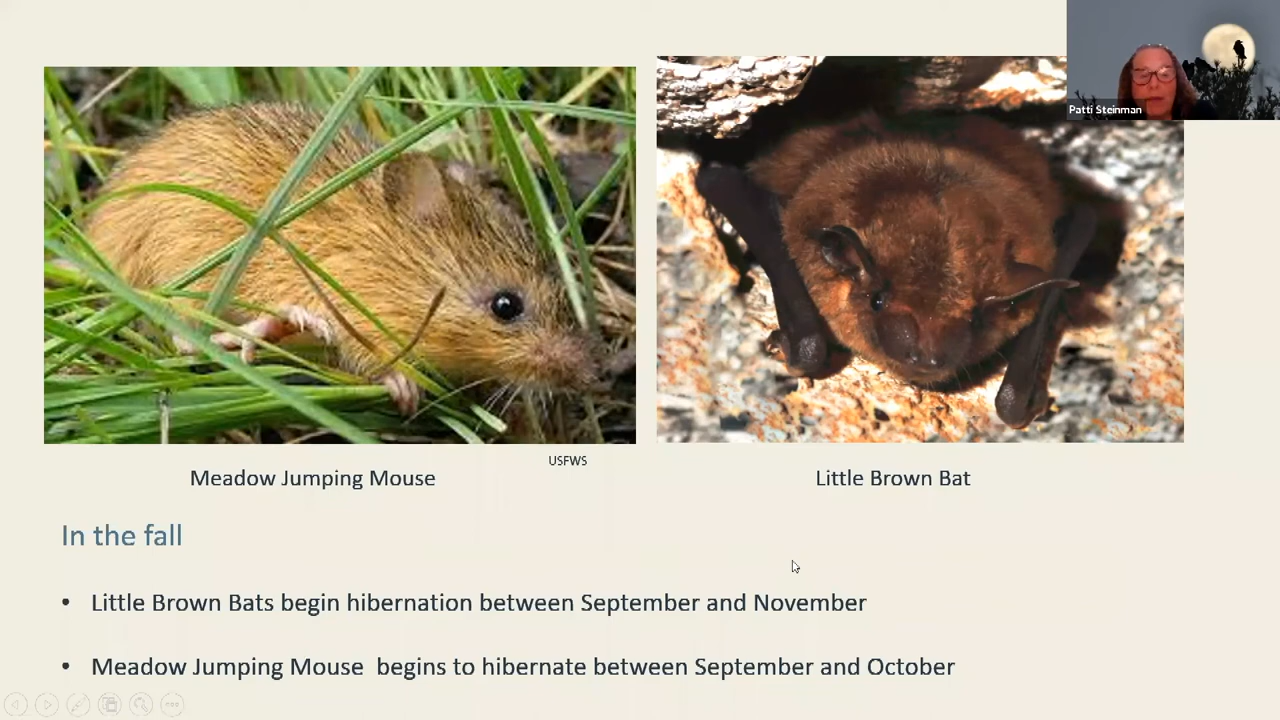 Patti Steinman
USFWS
Meadow Jumping Mouse
Little Brown Bat
In the fall
• Little Brown Bats begin hibernation between September and November
• Meadow Jumping Mouse  begins to hibernate between September and October